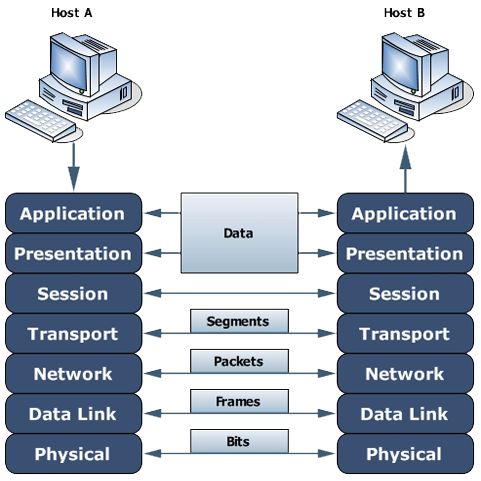 Host A
Host B
Application
Data
Application
Presentation
Presentation
Session
Session
Transport
Segments
Transport
Network
Packets
Network
Data Link
Frames
Data Link
Physical
Bits
Physical